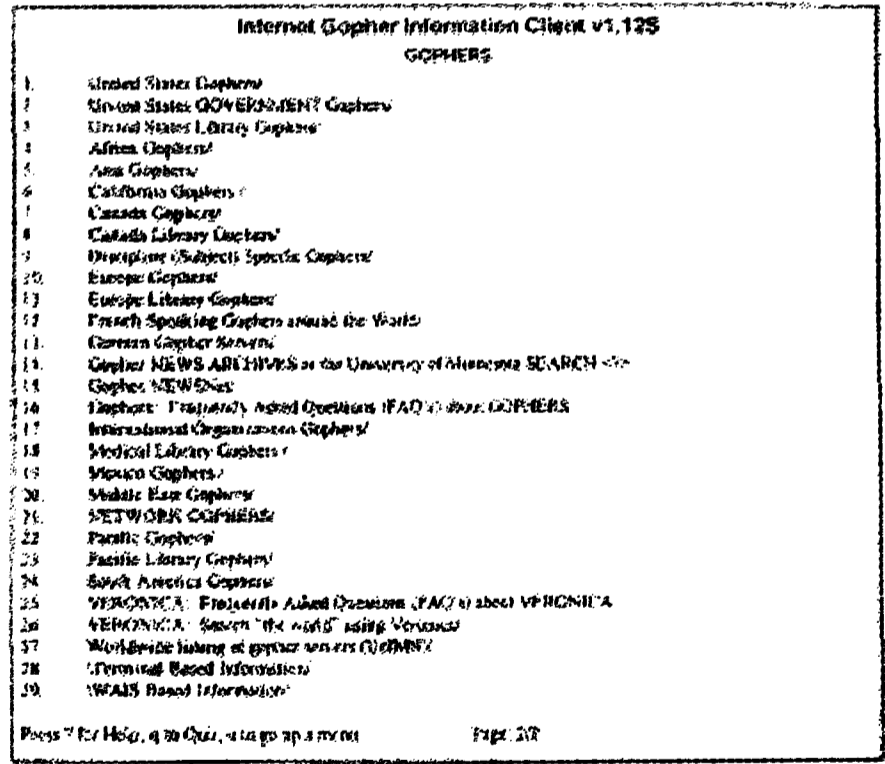 Internet Gopher Information Client v1.12S
GOPHERS
1. United States Gophers/
2. United States GOVERNMENT Gophers/
3. United States Library Gophers/
4. Africa Gophers/
5. Asia Gophers/
6. California Gophers /
7. Canada Gophers/
8. Canada Library Gophers/
9. Discipline (Subject) Specific Gophers/
10. Europe Gophers/
11. Europe Library Gophers/
12. French Speaking Gophers around the World/
13. German Gopher Servers/
14. Gopher NEWS ARCHIVES at the University of Minnesota SEARCH <?>
15. Gopher NEWS/
16. Gophers: Frequently Asked Questions (FAQ's) about GOPHERS
17. International Organization Gophers/
18. Medical Library Gophers /
19. Mexico Gophers /
20. Middle East Gophers/
21. NETWORK GOPHERS/
22. Pacific Gophers/
23. Pacific Library Gophers/
24. South America Gophers/
25. VERONICA: Frequently Asked Questions (FAQ's) about VERONICA
26. VERONICA: Search "the world" using Veronica/
27. Worldwide listing of gopher servers
28. Terminal Based Information/
29. WAIS Based Information/
Press ? for Help, q to Quit, u to go up a menu Page: